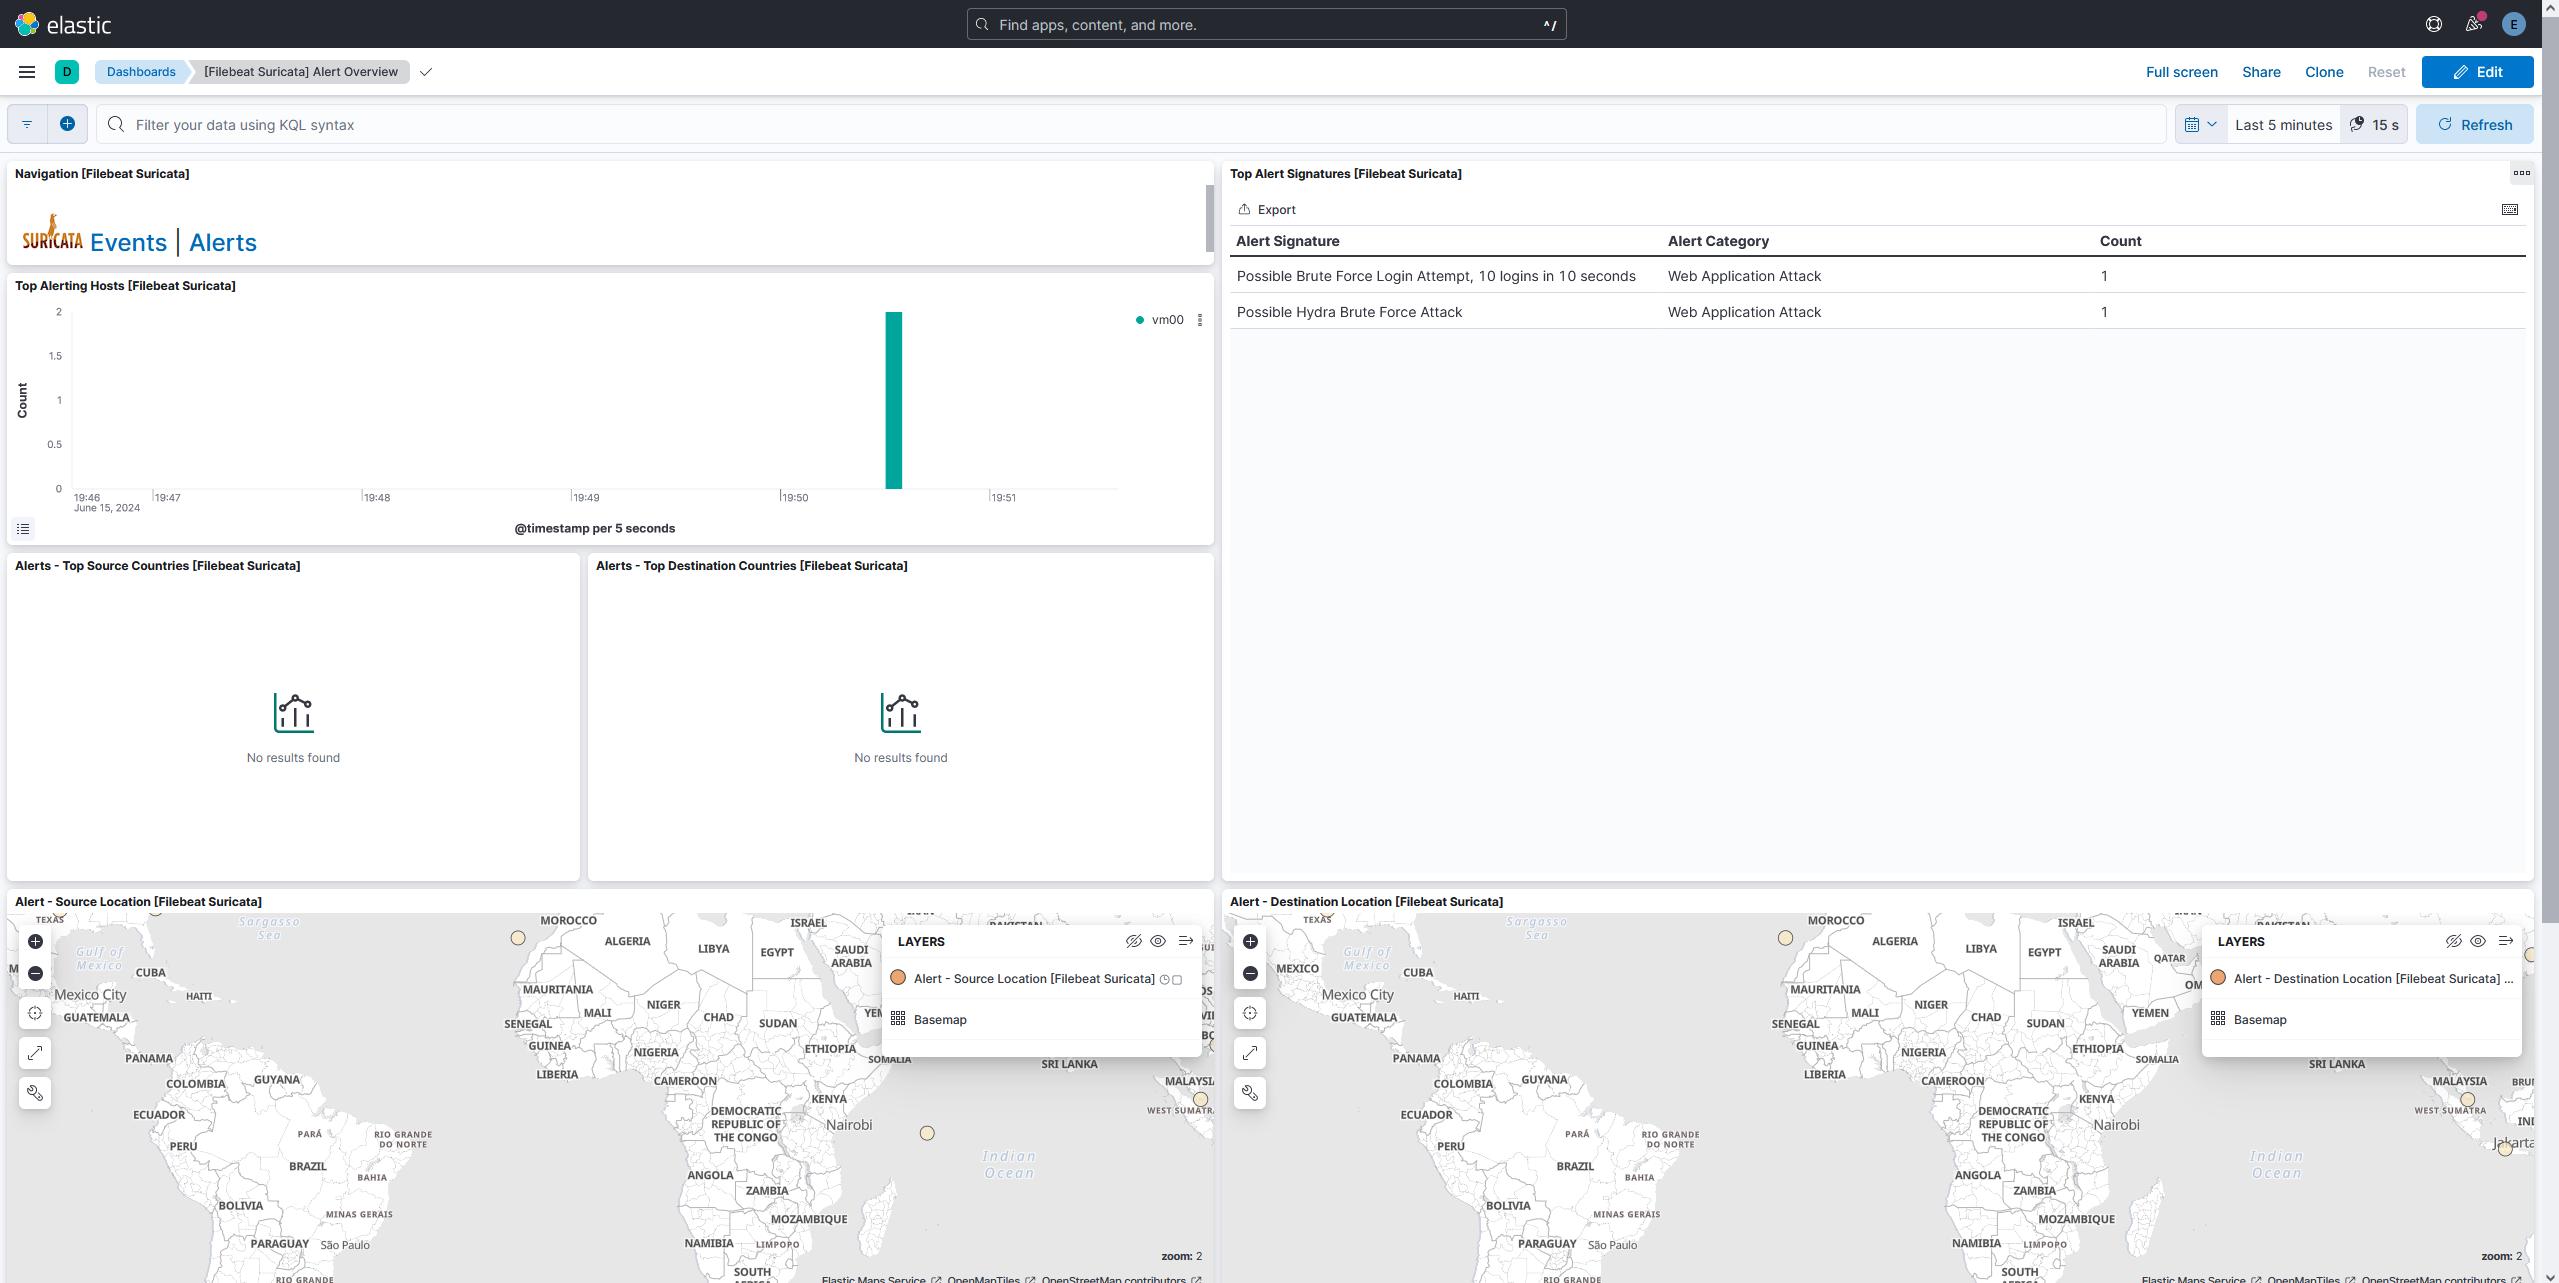 elastic
Find apps, content, and more.
^/
E
D
Dashboards
[Filebeat Suricata] Alert Overview
Full screen
Share
Clone
Reset
Edit
Filter your data using KQL syntax
Last 5 minutes
15 s
Refresh
Navigation [Filebeat Suricata]
SURICATA
Events | Alerts
Top Alerting Hosts [Filebeat Suricata]
2
1.5
1
0.5
0
Count
vm00
19:46
June 15, 2024
19:47
19:48
19:49
19:50
19:51
@timestamp per 5 seconds
Top Alert Signatures [Filebeat Suricata]
Export
Alert Signature Alert Category Count
Possible Brute Force Login Attempt, 10 logins in 10 seconds Web Application Attack 1
Possible Hydra Brute Force Attack Web Application Attack 1
Alerts - Top Source Countries [Filebeat Suricata]
No results found
Alerts - Top Destination Countries [Filebeat Suricata]
No results found
Alert - Source Location [Filebeat Suricata]
TEXAS
Sargasso
Sea
Gulf of
Mexico
CUBA
Mexico City
HAITI
GUATEMALA
PANAMA
COLOMBIA
GUYANA
ECUADOR
PERU
PARÁ
RIO GRANDE
DO NORTE
BRAZIL
BAHIA
BOLIVIA
MINAS GERAIS
PARAGUAY
São Paulo
RIO GRANDE
MOROCCO
ALGERIA
LIBYA
EGYPT
ISRAEL
SAUDI
ARABIA
MAURITANIA
MALI
NIGER
CHAD
SUDAN
SENEGAL
GUINEA
LIBERIA
NIGERIA
ETHIOPIA
SOMALIA
CAMEROON
KENYA
DEMOCRATIC
REPUBLIC OF
THE CONGO
Nairobi
ANGOLA
ZAMBIA
MOZAMBIQUE
NAMIBIA
LIMPOPO
SOUTH
SRI LANKA
MALAYSI
WEST SUMATR
Indian
Ocean
LAYERS
Alert - Source Location [Filebeat Suricata]
Basemap
zoom: 2
Elastic Maps Service
OpenMapTiles
OpenStreetMap contributors
Alert - Destination Location [Filebeat Suricata]
TEXAS
Sargasso
Sea
Gulf of
Mexico
MEXICO
CUBA
Mexico City
HAITI
GUATEMALA
PANAMA
COLOMBIA
GUYANA
ECUADOR
PERU
PARÁ
RIO GRANDE
DO NORTE
BRAZIL
BAHIA
BOLIVIA
MINAS GERAIS
PARAGUAY
São Paulo
RIO GRANDE
MOROCCO
ALGERIA
LIBYA
EGYPT
ISRAEL
SAUDI
ARABIA
QATAR
OM
MAURITANIA
MALI
NIGER
CHAD
SUDAN
YEMEN
SENEGAL
GUINEA
LIBERIA
NIGERIA
ETHIOPIA
SOMALIA
CAMEROON
KENYA
DEMOCRATIC
REPUBLIC OF
THE CONGO
Nairobi
ANGOLA
ZAMBIA
MOZAMBIQUE
NAMIBIA
LIMPOPO
SOUTH
SRI LANKA
MALAYSIA
BRU
WEST SUMATRA
Jakarta
Indian
Ocean
LAYERS
Alert - Destination Location [Filebeat Suricata] ...
Basemap
zoom: 2
Elastic Maps Service
OpenMapTiles
OpenStreetMap contributors